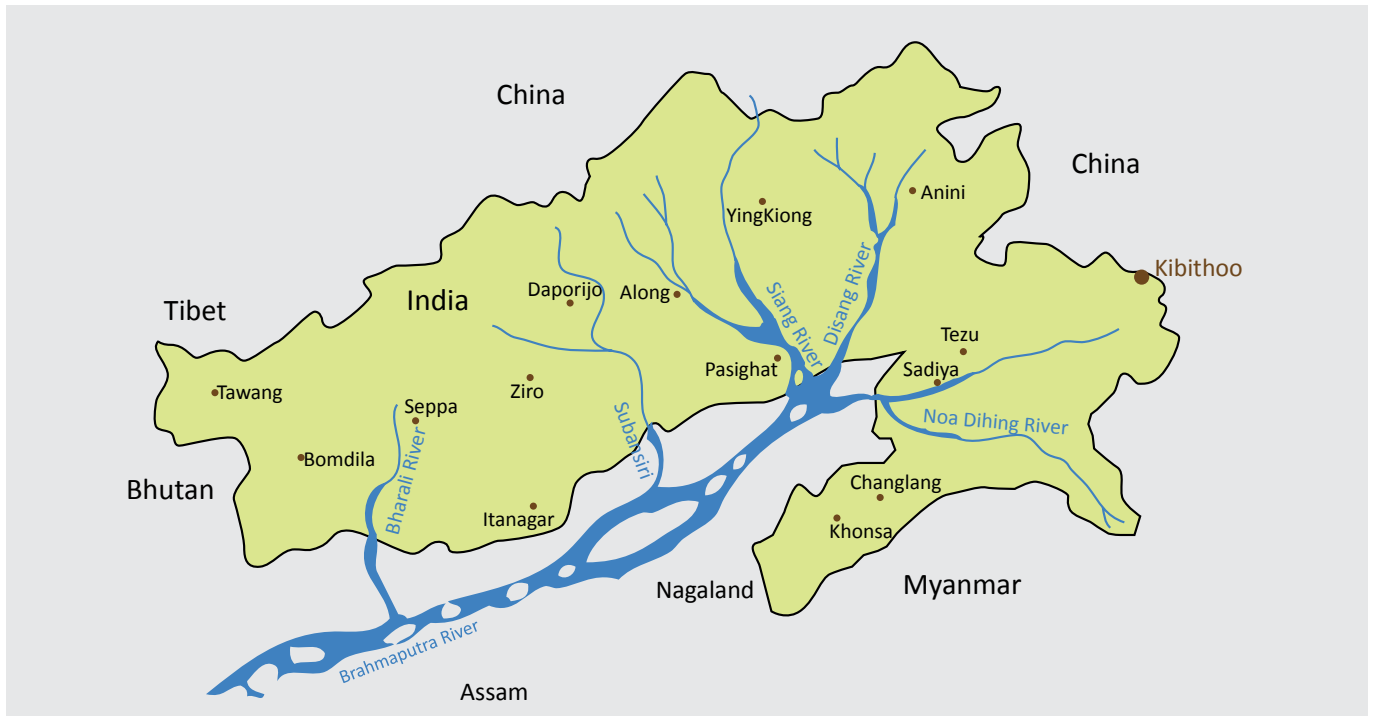 China
China
Anini
YingKiong
Kibithoo
Disang River
Siang River
Daporijo
Along
India
Tibet
Tezu
Pasighat
Sadiya
Tawang
Ziro
Seppa
Subansiri
Noa Dihing River
Bharali River
Bomdila
Bhutan
Changlang
Itanagar
Khonsa
Nagaland
Myanmar
Brahmaputra River
Assam